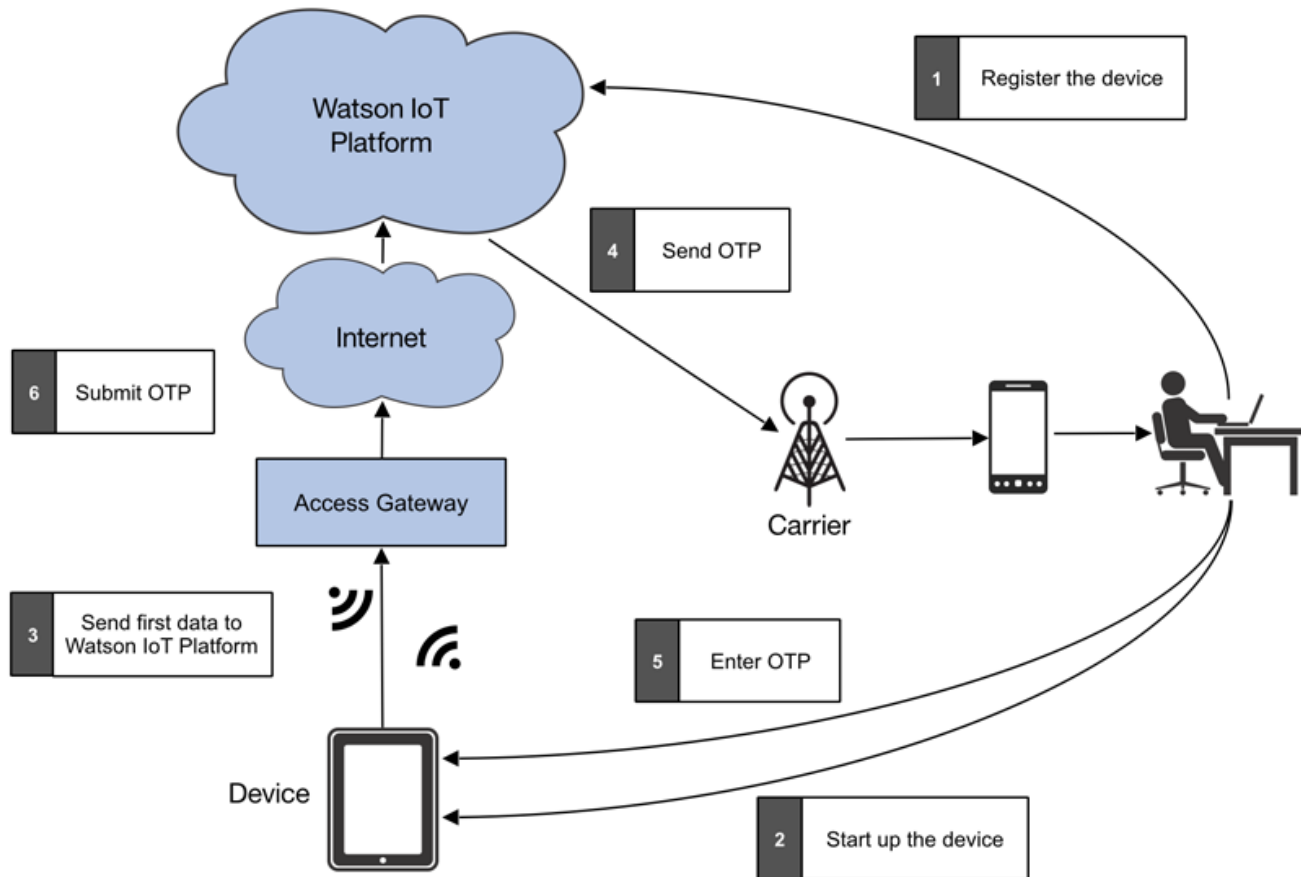 Watson IoT
Platform
1
Register the device
4
Send OTP
Internet
6
Submit OTP
Access Gateway
Carrier
3
Send first data to
Watson IoT Platform
5
Enter OTP
Device
2
Start up the device